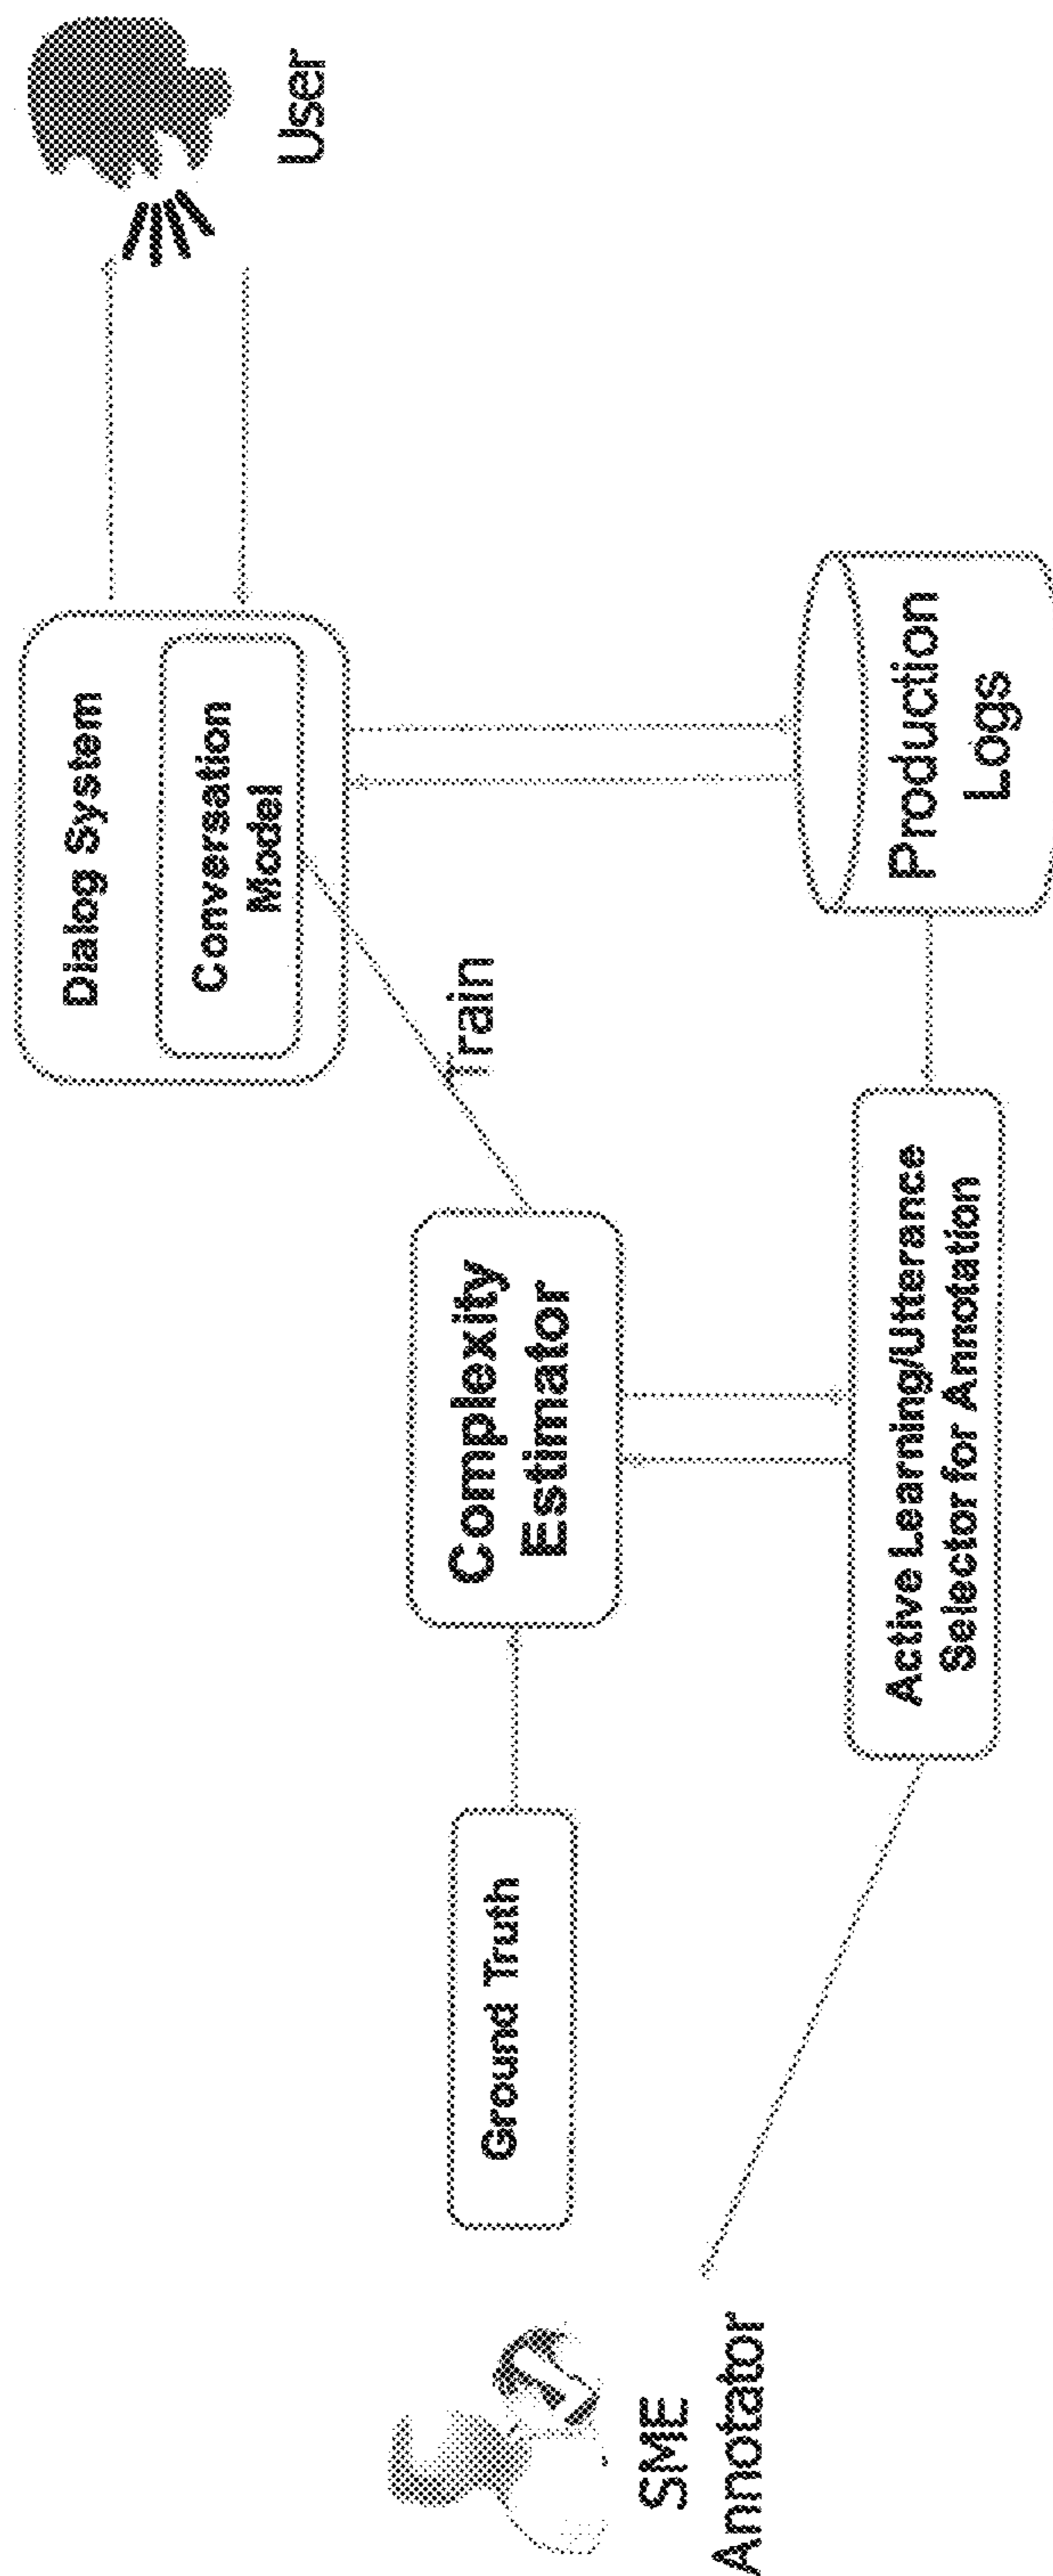 Dialog System
Conversation
Model
User
Train
Complexity
Estimator
Ground Truth
Production
Logs
Active Learning/Utterance
Selector for Annotation
SME
Annotator